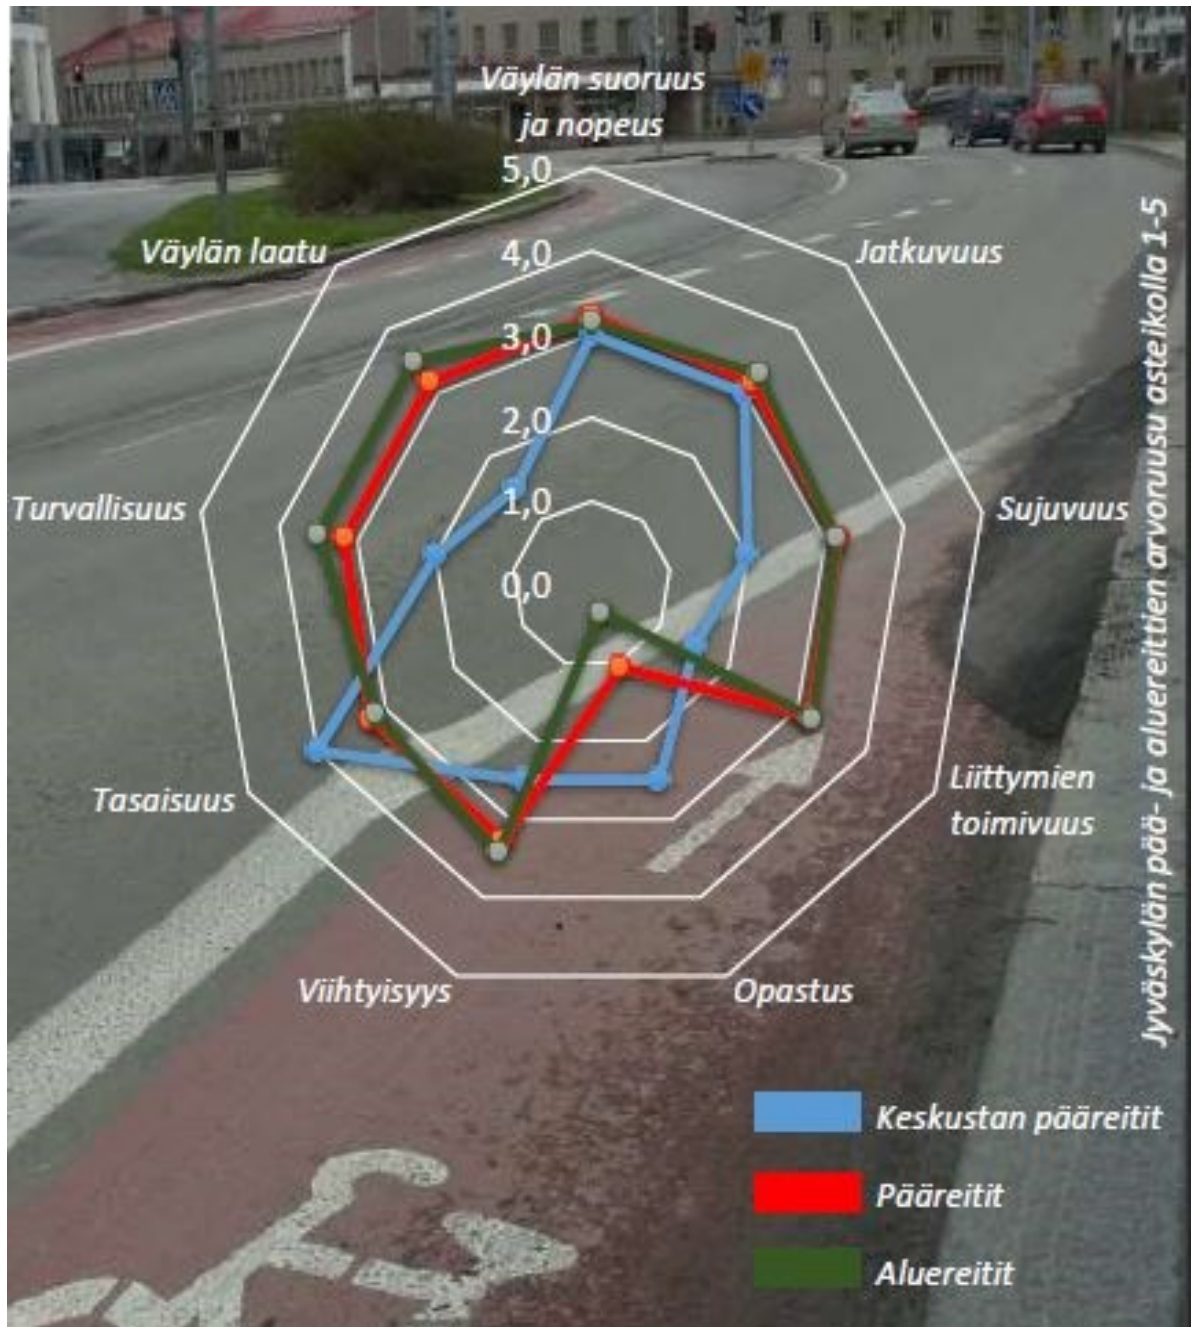 Väylän suoruus
ja nopeus
5,0
4,0
3,0
2,0
1,0
0,0
Jatkuvuus
Sujuvuus
Liittymien
toimivuus
Opastus
Viihtyisyys
Tasaisuus
Turvallisuus
Väylän laatu
Jyväskylän pää- ja aluereittien arvoruusu asteikolla 1-5
Keskustan pääreitit
Pääreitit
Aluereitit